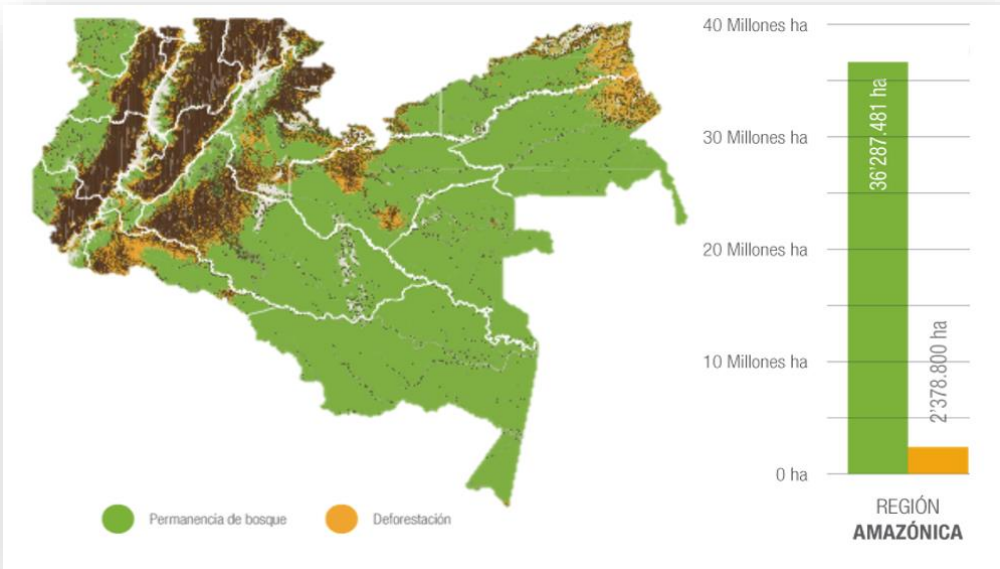 40 Millones ha
30 Millones ha
20 Millones ha
10 Millones ha
0 ha
36'287.481 ha
2'378.800 ha
REGIÓN
AMAZÓNICA
Permanencia de bosque
Deforestación